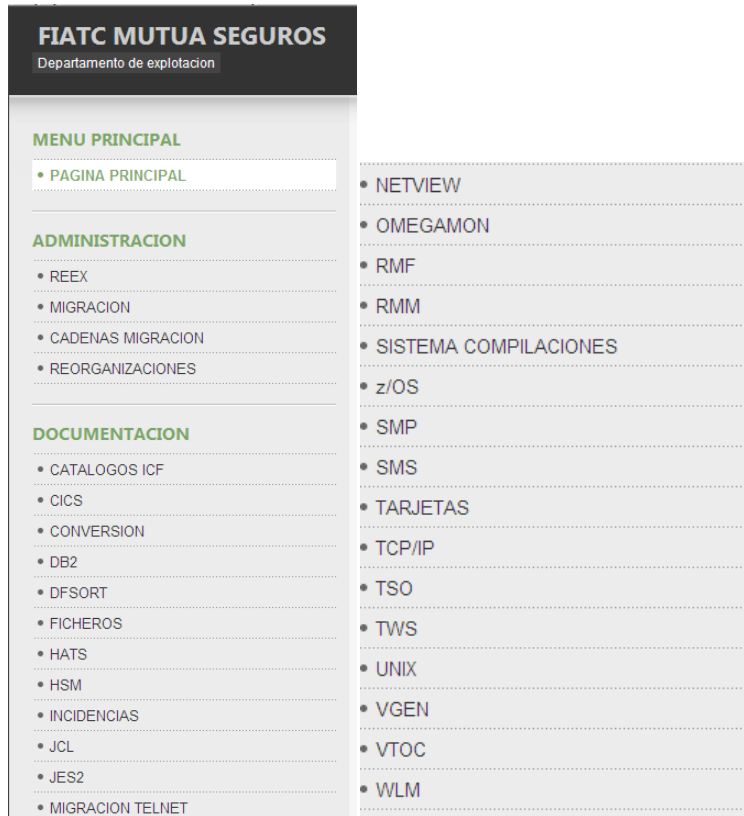 FIATC MUTUA SEGUROS
Departamento de explotacion
MENU PRINCIPAL
• PAGINA PRINCIPAL
ADMINISTRACION
• REEX
• MIGRACION
• CADENAS MIGRACION
• REORGANIZACIONES
DOCUMENTACION
• CATALOGOS ICF
• CICS
• CONVERSION
• DB2
• DFSORT
• FICHEROS
• HATS
• HSM
• INCIDENCIAS
• JCL
• JES2
• MIGRACION TELNET
• NETVIEW
• OMEGAMON
• RMF
• RMM
• SISTEMA COMPILACIONES
• z/OS
• SMP
• SMS
• TARJETAS
• TCP/IP
• TSO
• TWS
• UNIX
• VGEN
• VTOC
• WLM